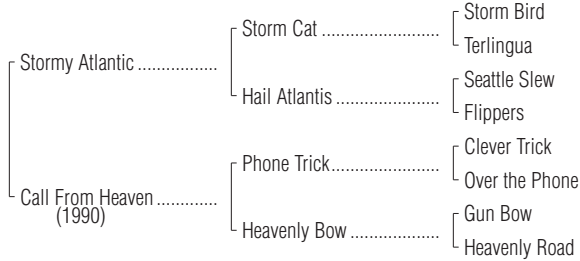 Storm Bird
Storm Cat ........................
Terlingua
Stormy Atlantic ................
Seattle Slew
Hail Atlantis .....................
Flippers
Clever Trick
Phone Trick......................
Over the Phone
Call From Heaven ............
(1990)
Gun Bow
Heavenly Bow ..................
Heavenly Road